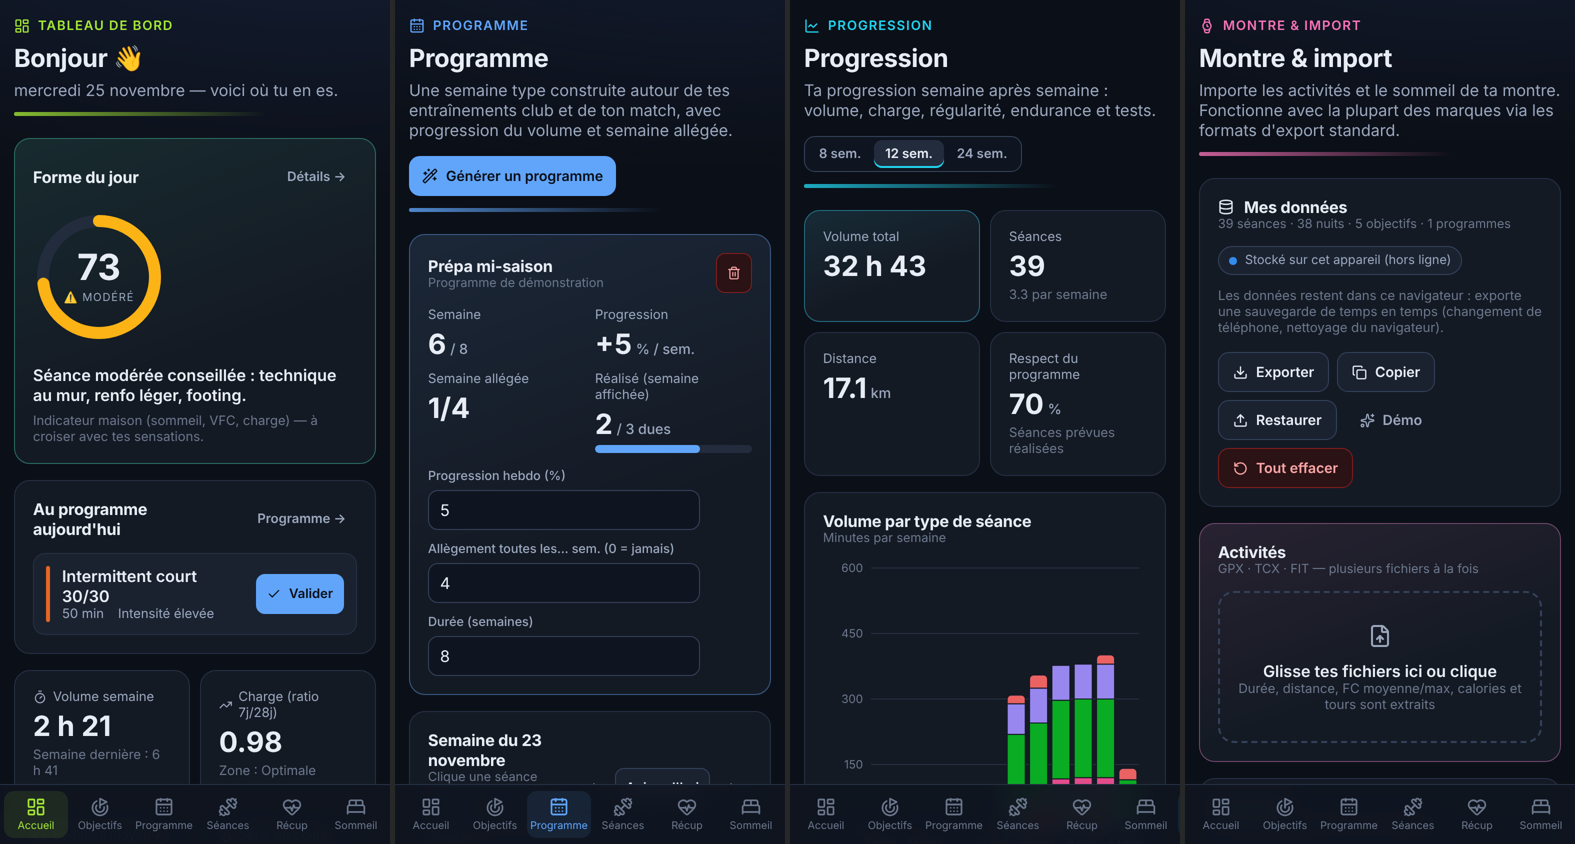 TABLEAU DE BORD
Bonjour 👋
mercredi 25 novembre — voici où tu en es.
Forme du jour
Détails →
73
⚠️ MODÉRÉ
Séance modérée conseillée : technique
au mur, renfo léger, footing.
Indicateur maison (sommeil, VFC, charge) — à
croiser avec tes sensations.
Au programme
aujourd'hui
Programme →
Intermittent court
30/30
50 min Intensité élevée
Valider
Volume semaine
2 h 21
Semaine dernière : 6
h 41
Charge (ratio
7j/28j)
0.98
Zone : Optimale
Accueil
Objectifs
Programme
Séances
Récup
Sommeil
PROGRAMME
Programme
Une semaine type construite autour de tes
entraînements club et de ton match, avec
progression du volume et semaine allégée.
Générer un programme
Prépa mi-saison
Programme de démonstration
Semaine
6 / 8
Progression
+5 % / sem.
Semaine allégée
1/4
Réalisé (semaine
affichée)
2 / 3 dues
Progression hebdo (%)
5
Allègement toutes les… sem. (0 = jamais)
4
Durée (semaines)
8
Semaine du 23
novembre
Clique une séance
Accueil
Objectifs
Programme
Séances
Récup
Sommeil
PROGRESSION
Progression
Ta progression semaine après semaine :
volume, charge, régularité, endurance et tests.
8 sem.
12 sem.
24 sem.
Volume total
32 h 43
Séances
39
3.3 par semaine
Distance
17.1 km
Respect du
programme
70 %
Séances prévues
réalisées
Volume par type de séance
Minutes par semaine
600
450
300
150
Accueil
Objectifs
Programme
Séances
Récup
Sommeil
MONTRE & IMPORT
Montre & import
Importe les activités et le sommeil de ta montre.
Fonctionne avec la plupart des marques via les
formats d'export standard.
Mes données
39 séances · 38 nuits · 5 objectifs · 1 programmes
Stocké sur cet appareil (hors ligne)
Les données restent dans ce navigateur : exporte
une sauvegarde de temps en temps (changement de
téléphone, nettoyage du navigateur).
Exporter
Copier
Restaurer
Démo
Tout effacer
Activités
GPX · TCX · FIT — plusieurs fichiers à la fois
Glisse tes fichiers ici ou clique
Durée, distance, FC moyenne/max, calories et
tours sont extraits
Accueil
Objectifs
Programme
Séances
Récup
Sommeil